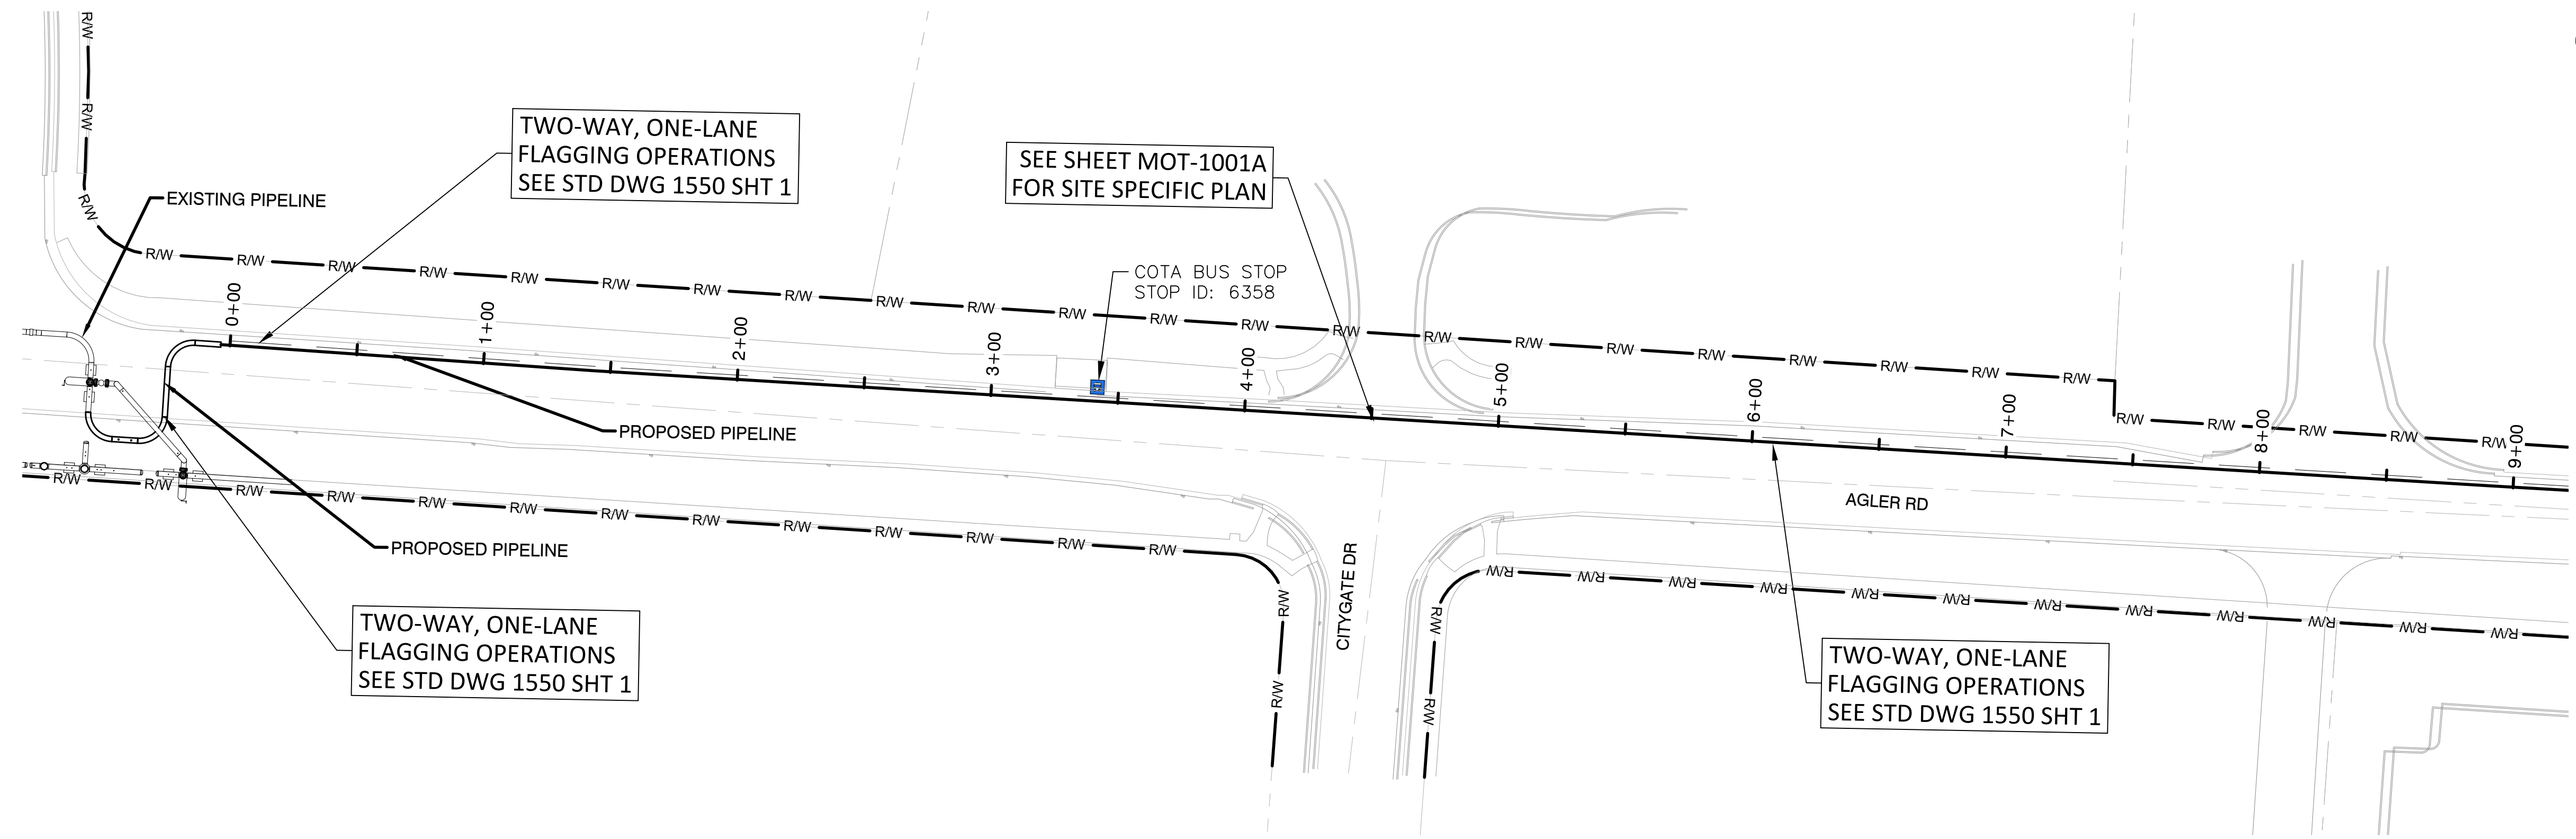 R/W
R/W
R/W
TWO-WAY, ONE-LANE
FLAGGING OPERATIONS
SEE STD DWG 1550 SHT 1
SEE SHEET MOT-1001A
FOR SITE SPECIFIC PLAN
EXISTING PIPELINE
COTA BUS STOP
STOP ID: 6358
R/W R/W R/W R/W R/W R/W R/W R/W R/W R/W R/W R/W R/W R/W R/W R/W R/W R/W R/W R/W R/W R/W
R/W R/W R/W R/W R/W
0+00
1+00
2+00
3+00
4+00
5+00
6+00
7+00
8+00
9+00
PROPOSED PIPELINE
AGLER RD
R/W R/W R/W R/W R/W R/W R/W R/W R/W R/W R/W R/W R/W
PROPOSED PIPELINE
CITYGATE DR
R/W
R/W
R/W
R/W
R/W R/W R/W R/W R/W R/W R/W R/W R/W R/W R/W R/W
TWO-WAY, ONE-LANE
FLAGGING OPERATIONS
SEE STD DWG 1550 SHT 1
TWO-WAY, ONE-LANE
FLAGGING OPERATIONS
SEE STD DWG 1550 SHT 1